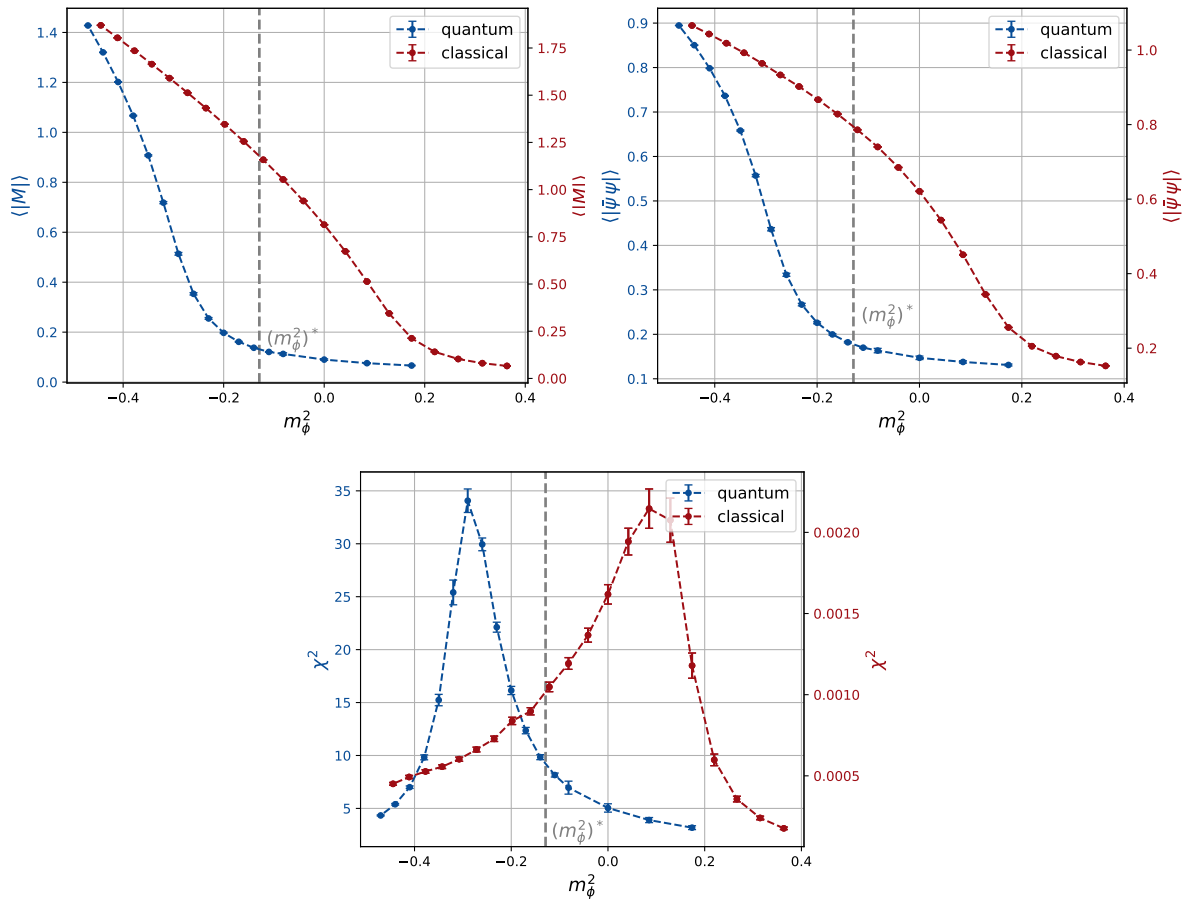 ⟨|M|⟩
1.4
1.2
1.0
0.8
0.6
0.4
0.2
0.0
quantum
classical
(m²_ϕ)*
1.75
1.50
1.25
1.00
0.75
0.50
0.25
0.00
⟨|M|⟩
−0.4 −0.2 0.0 0.2 0.4
m²_ϕ
⟨|ψ̄ψ|⟩
0.9
0.8
0.7
0.6
0.5
0.4
0.3
0.2
0.1
quantum
classical
(m²_ϕ)*
1.0
0.8
0.6
0.4
0.2
⟨|ψ̄ψ|⟩
−0.4 −0.2 0.0 0.2 0.4
m²_ϕ
χ²
35
30
25
20
15
10
5
quantum
classical
(m²_ϕ)*
0.0020
0.0015
0.0010
0.0005
χ²
−0.4 −0.2 0.0 0.2 0.4
m²_ϕ